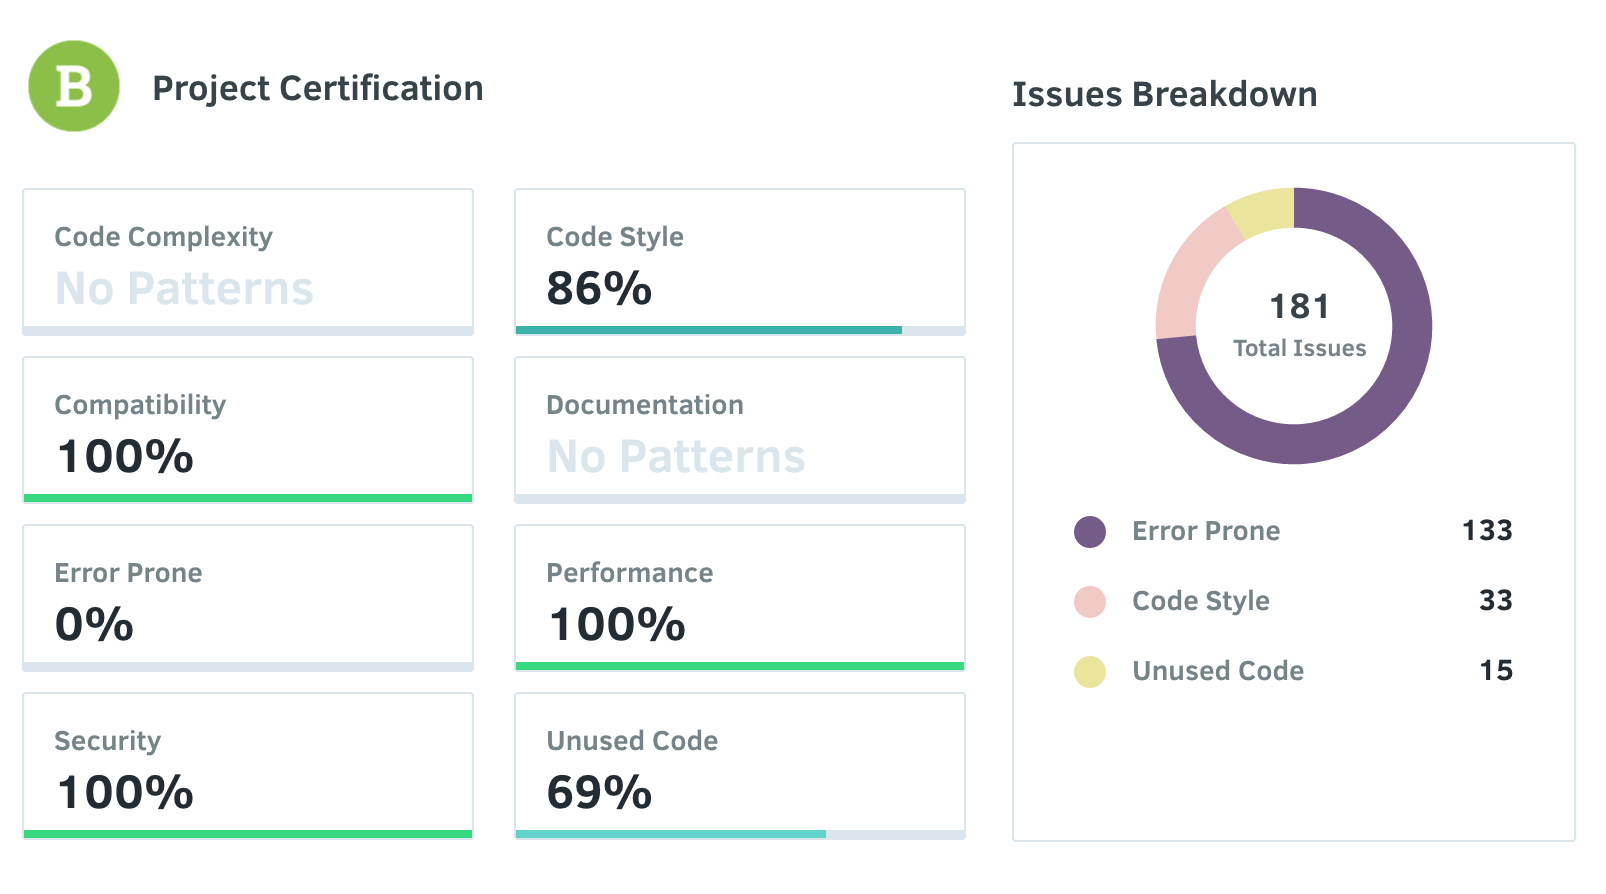 B
Project Certification
Code Complexity
No Patterns
Code Style
86%
Compatibility
100%
Documentation
No Patterns
Error Prone
0%
Performance
100%
Security
100%
Unused Code
69%
Issues Breakdown
181
Total Issues
Error Prone 133
Code Style 33
Unused Code 15